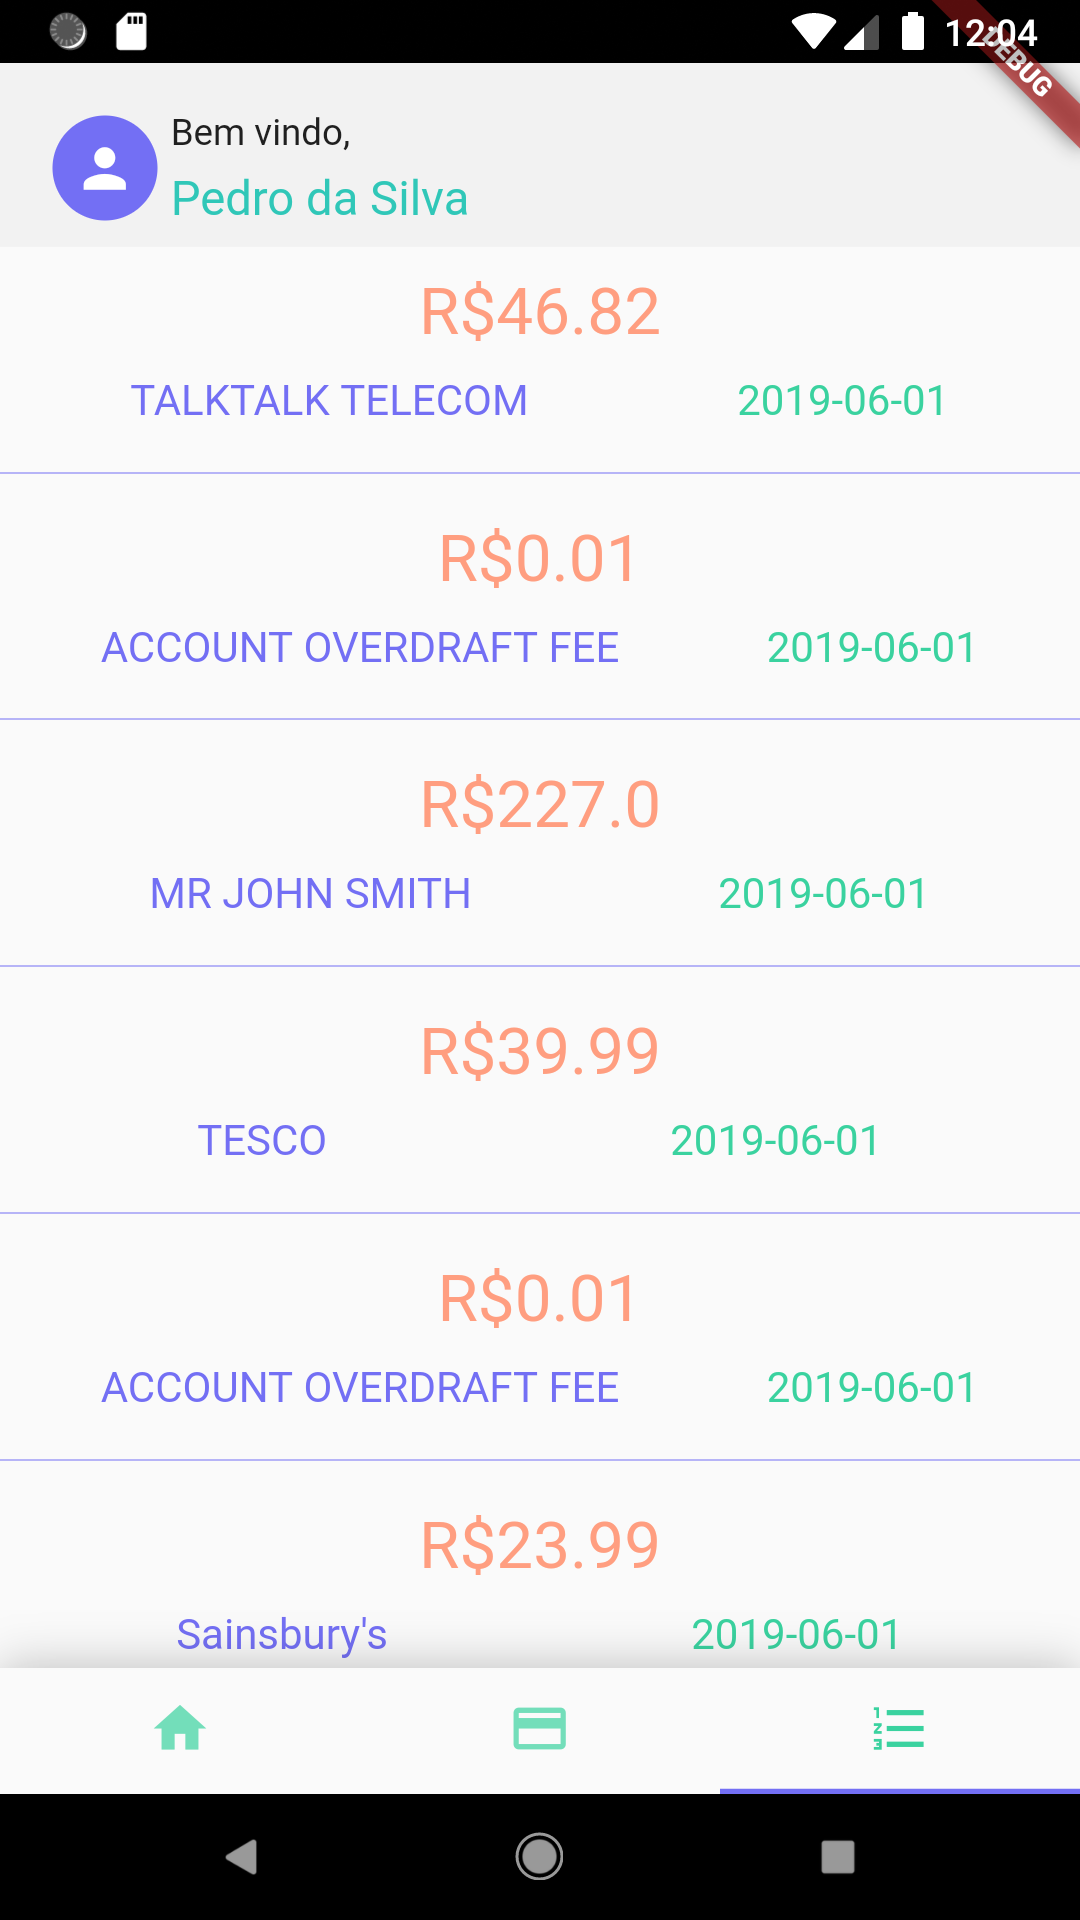 12:04
DEBUG
Bem vindo,
Pedro da Silva
R$46.82
TALKTALK TELECOM 2019-06-01
R$0.01
ACCOUNT OVERDRAFT FEE 2019-06-01
R$227.0
MR JOHN SMITH 2019-06-01
R$39.99
TESCO 2019-06-01
R$0.01
ACCOUNT OVERDRAFT FEE 2019-06-01
R$23.99
Sainsbury's 2019-06-01